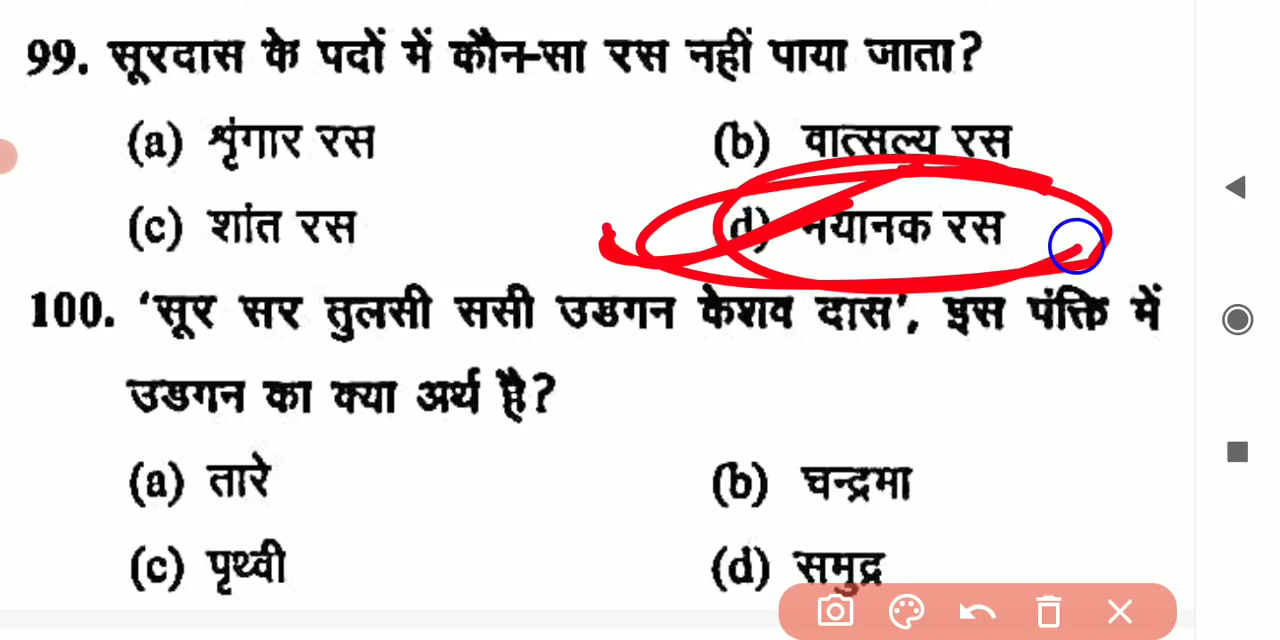 99. सूरदास के पदों में कौन-सा रस नहीं पाया जाता?
(a) शृंगार रस (b) वात्सल्य रस
(c) शांत रस (d) भयानक रस
100. ‘सूर सर तुलसी ससी उडगन केशव दास’, इस पंक्ति में
उडगन का क्या अर्थ है?
(a) तारे (b) चन्द्रमा
(c) पृथ्वी (d) समुद्र